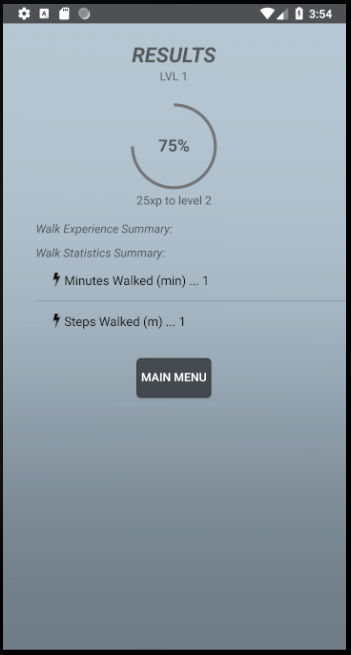 3:54
RESULTS
LVL 1
75%
25xp to level 2
Walk Experience Summary:
Walk Statistics Summary:
Minutes Walked (min) ... 1
Steps Walked (m) ... 1
MAIN MENU